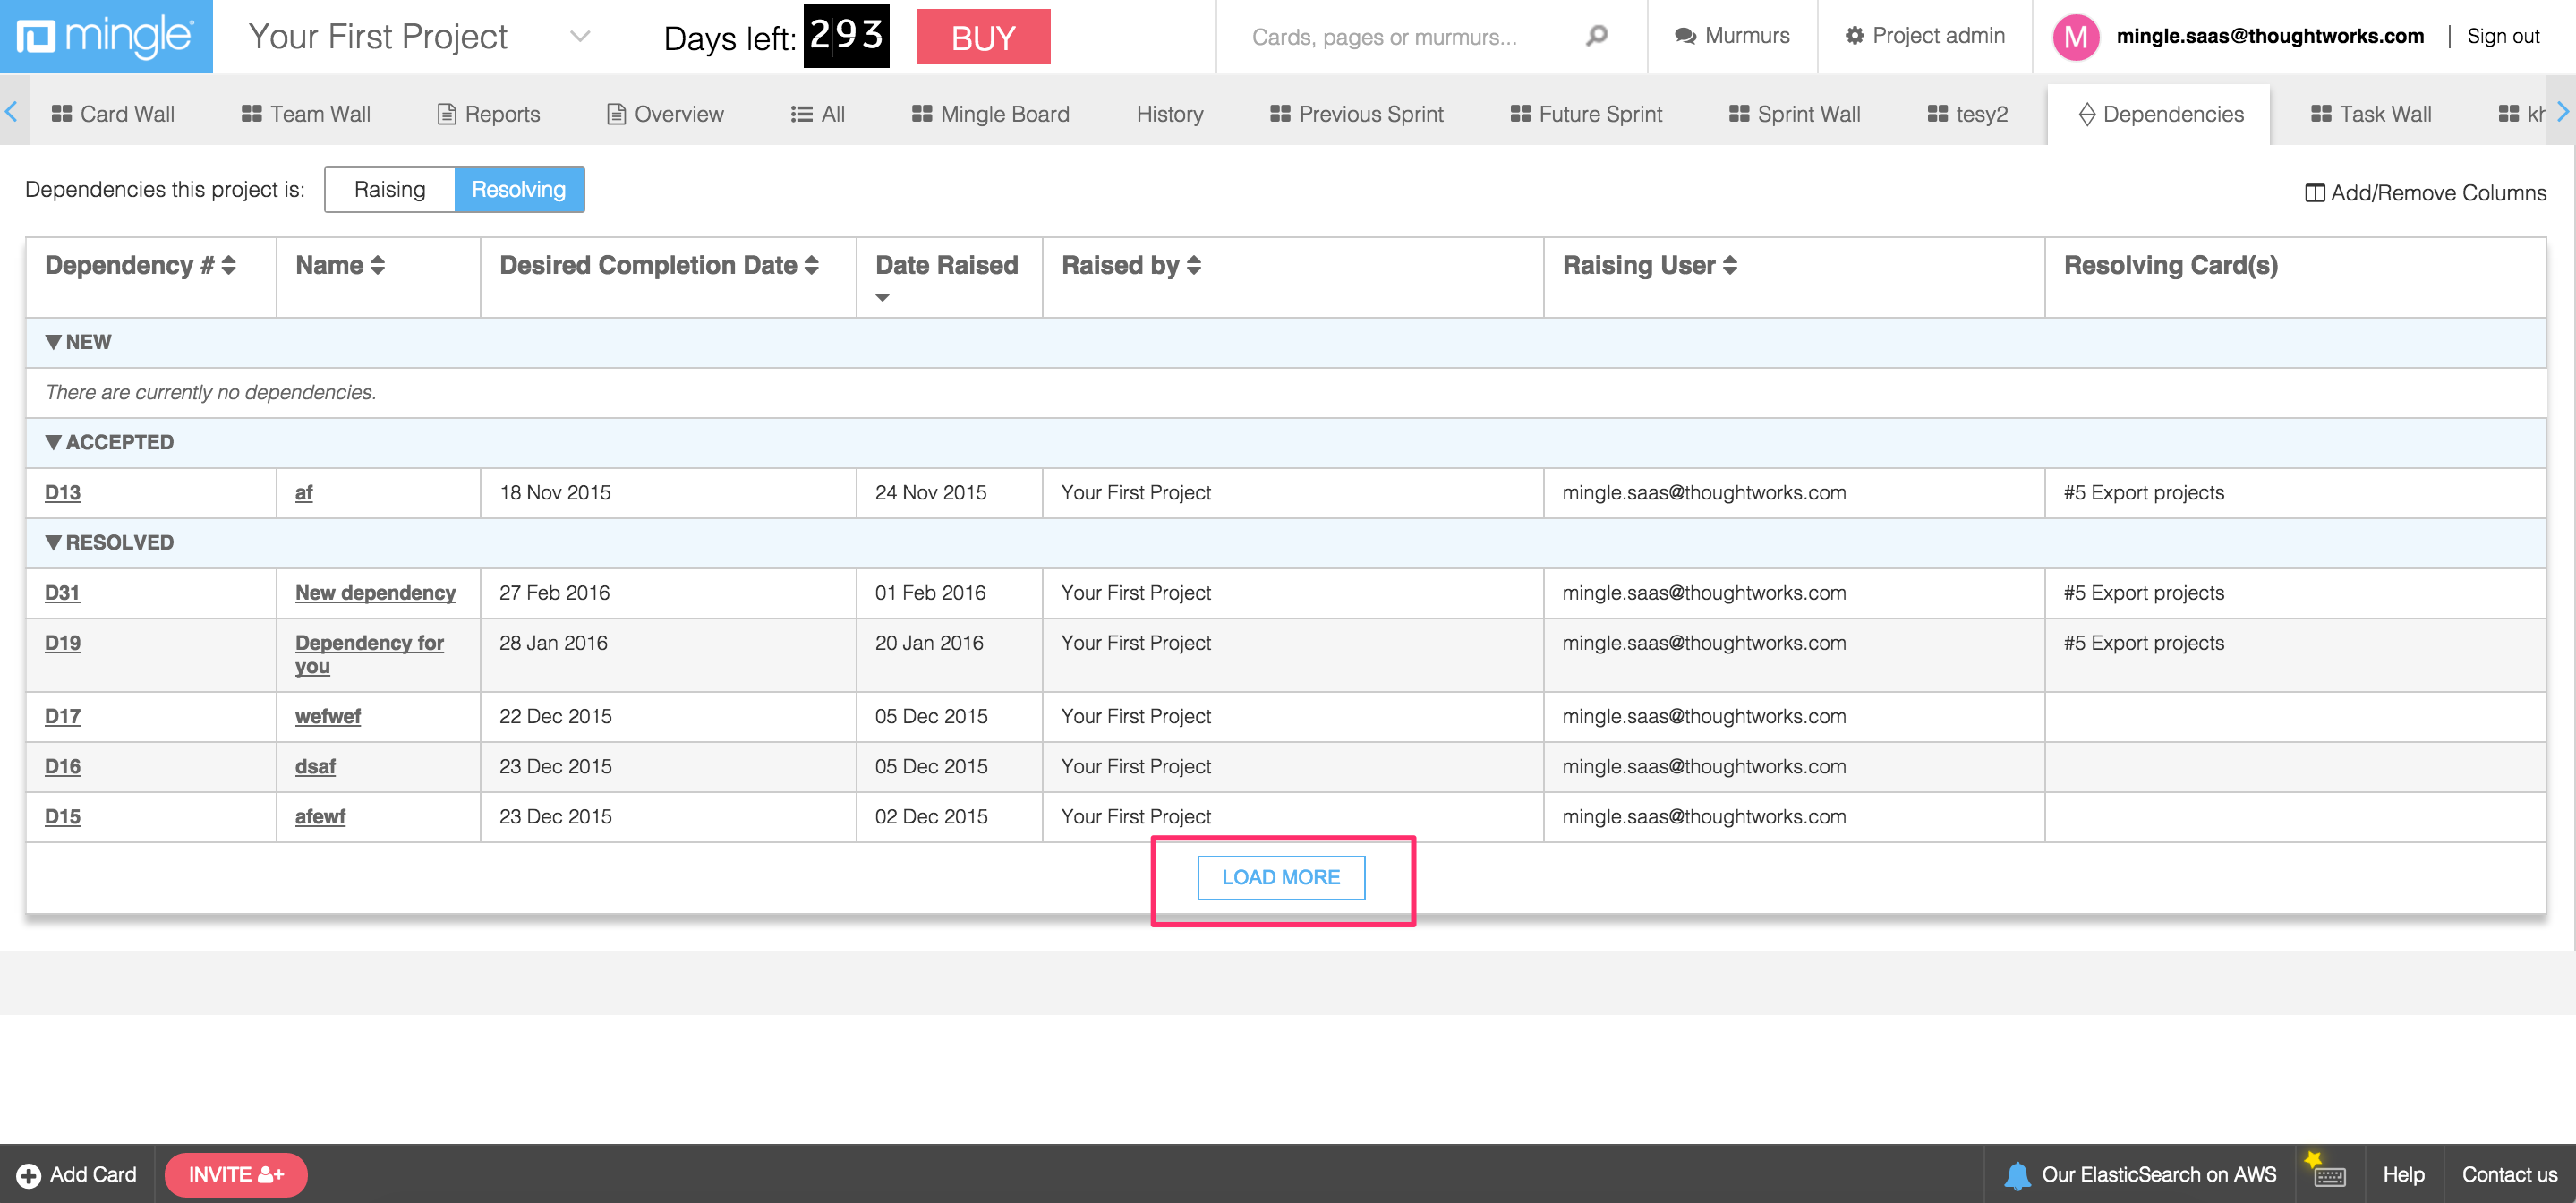 mingle
Your First Project
Days left: 293
BUY
Cards, pages or murmurs...
Murmurs
Project admin
M
mingle.saas@thoughtworks.com
Sign out
Card Wall
Team Wall
Reports
Overview
All
Mingle Board
History
Previous Sprint
Future Sprint
Sprint Wall
tesy2
Dependencies
Task Wall
Dependencies this project is:
Raising
Resolving
Add/Remove Columns
Dependency # Name Desired Completion Date Date Raised Raised by Raising User Resolving Card(s)
NEW
There are currently no dependencies.
ACCEPTED
D13 af 18 Nov 2015 24 Nov 2015 Your First Project mingle.saas@thoughtworks.com #5 Export projects
RESOLVED
D31 New dependency 27 Feb 2016 01 Feb 2016 Your First Project mingle.saas@thoughtworks.com #5 Export projects
D19 Dependency for 28 Jan 2016 20 Jan 2016 Your First Project mingle.saas@thoughtworks.com #5 Export projects
you
D17 wefwef 22 Dec 2015 05 Dec 2015 Your First Project mingle.saas@thoughtworks.com
D16 dsaf 23 Dec 2015 05 Dec 2015 Your First Project mingle.saas@thoughtworks.com
D15 afewf 23 Dec 2015 02 Dec 2015 Your First Project mingle.saas@thoughtworks.com
LOAD MORE
Add Card
INVITE
Our ElasticSearch on AWS
Help
Contact us